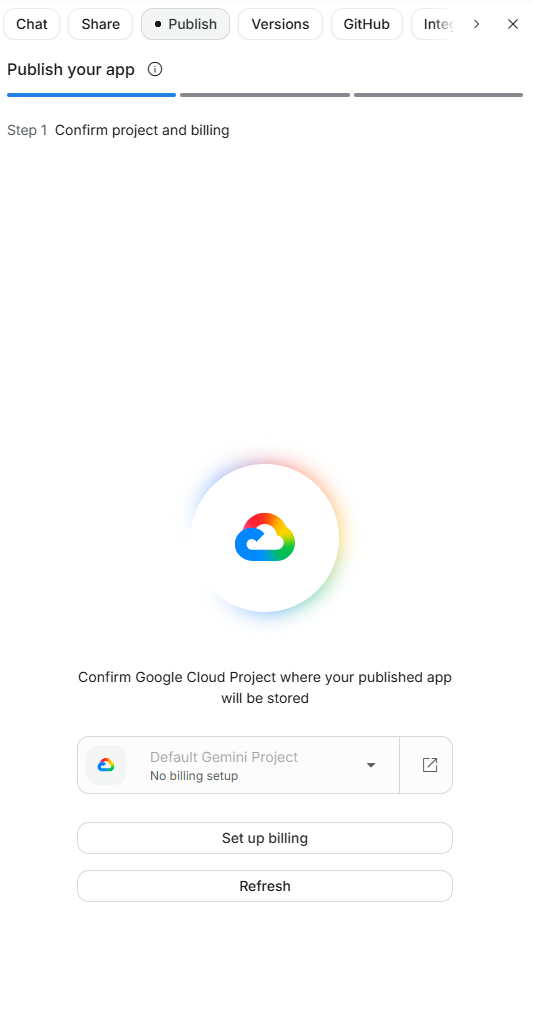 Chat Share Publish Versions GitHub
Publish your app
Step 1 Confirm project and billing
Confirm Google Cloud Project where your published app
will be stored
Default Gemini Project
No billing setup
Set up billing
Refresh